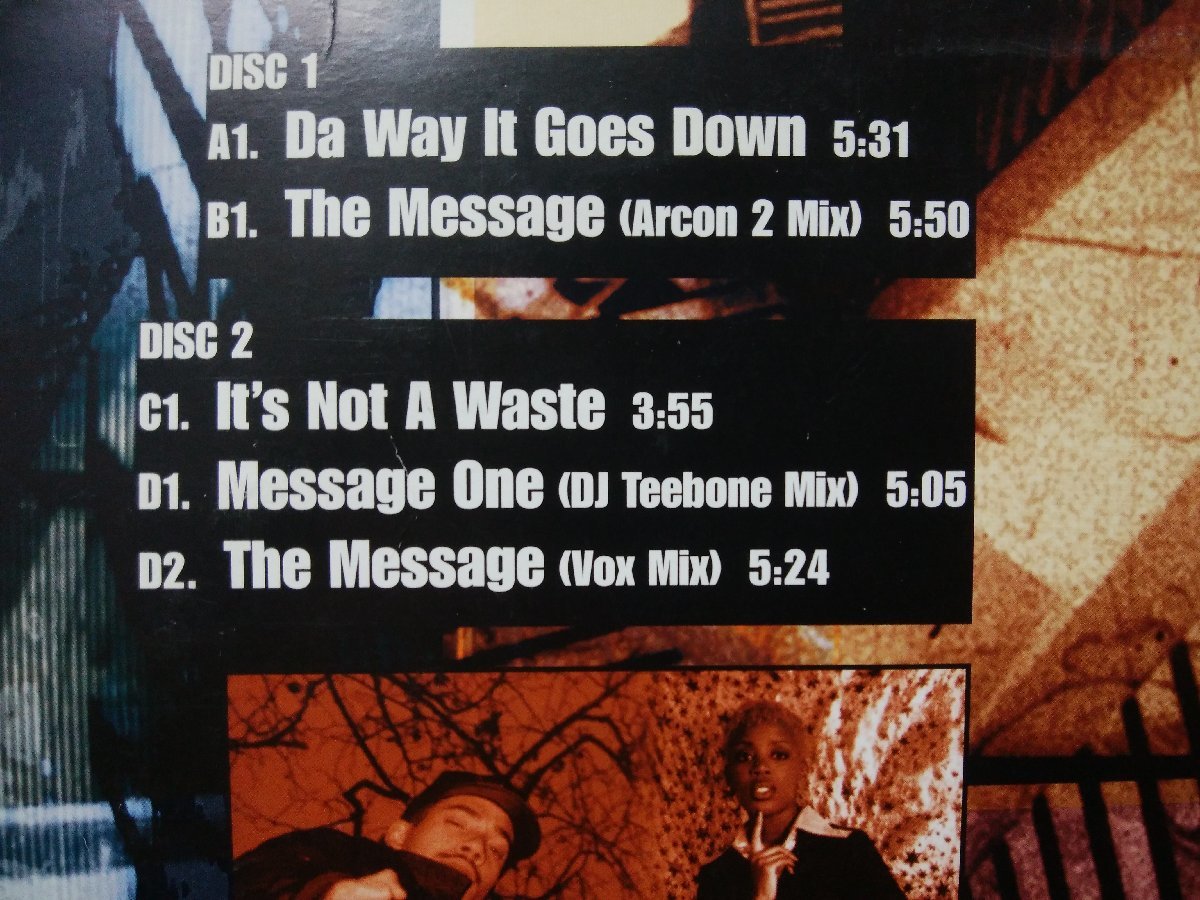 DISC 1
A1. Da Way It Goes Down 5:31
B1. The Message (Arcon 2 Mix) 5:50
DISC 2
C1. It's Not A Waste 3:55
D1. Message One (DJ Teebone Mix) 5:05
D2. The Message (Vox Mix) 5:24